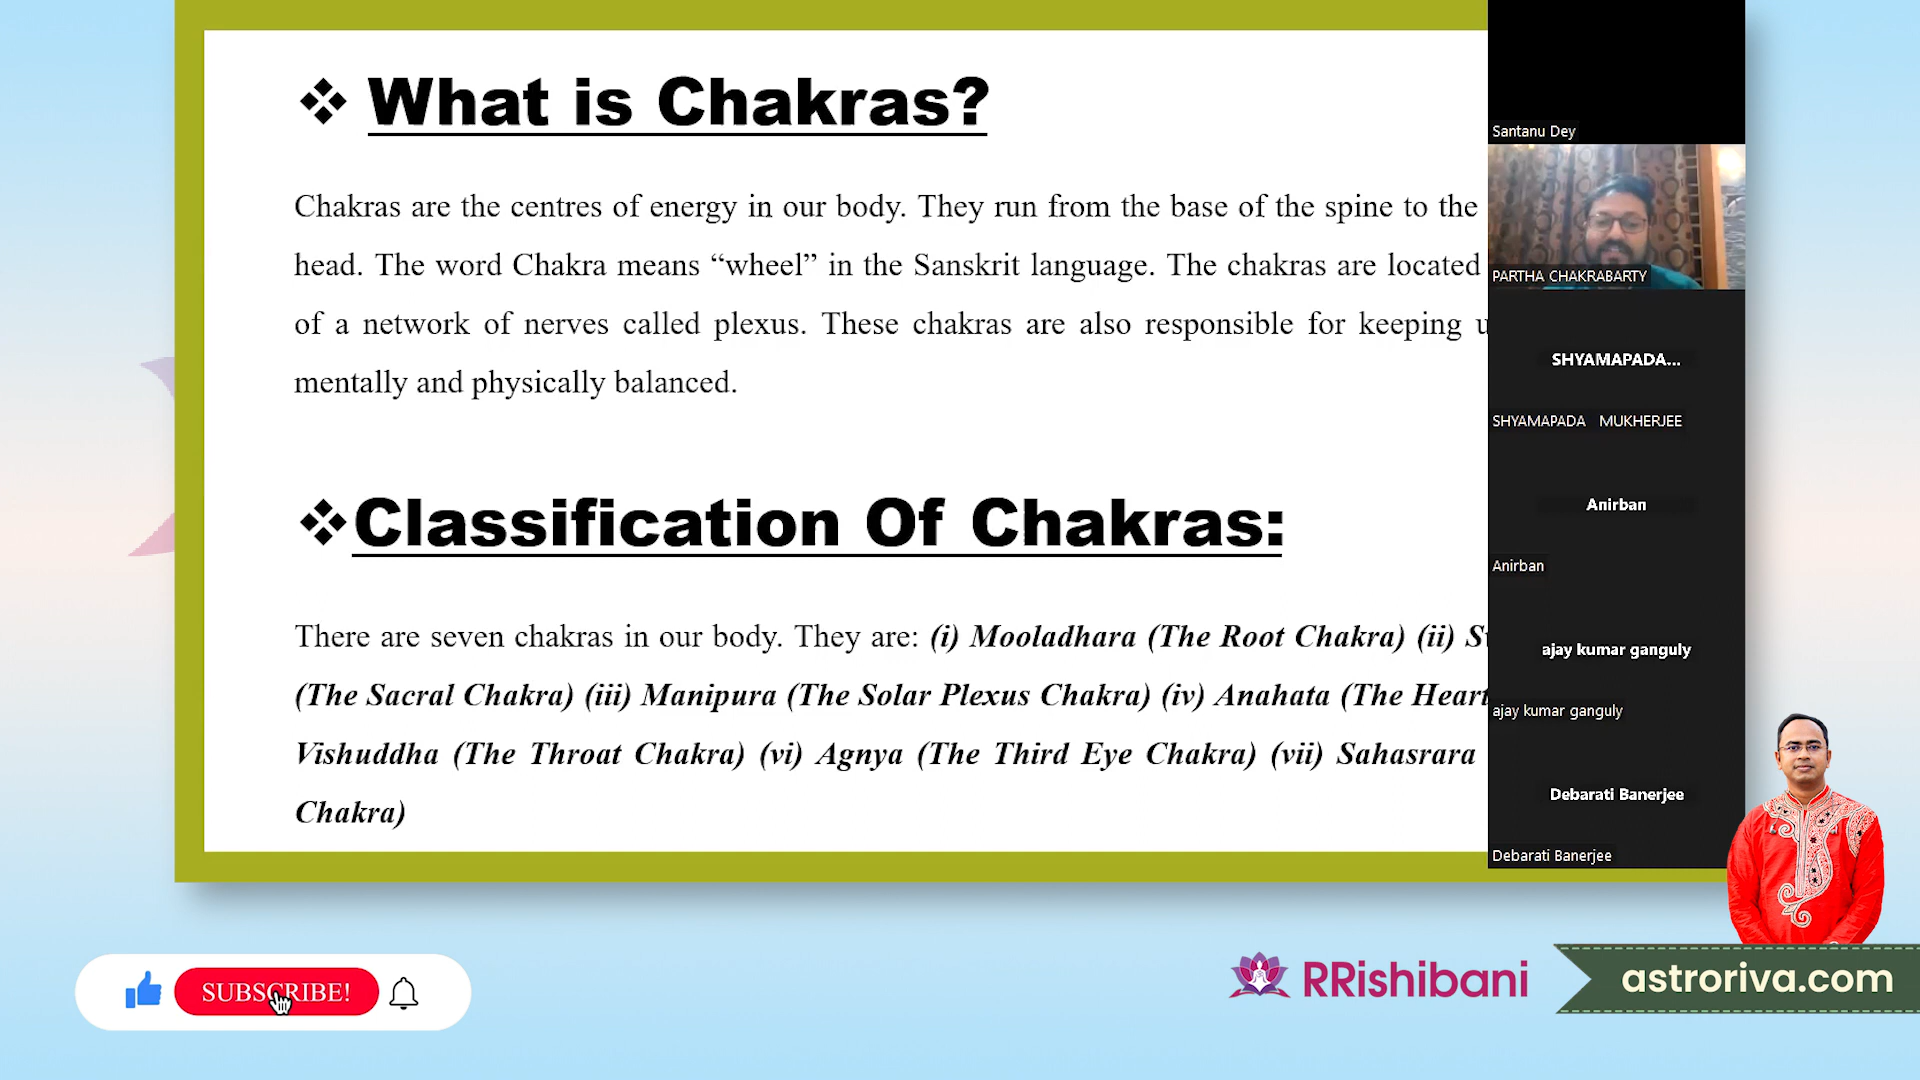 ❖ What is Chakras?
Chakras are the centres of energy in our body. They run from the base of the spine to the
head. The word Chakra means “wheel” in the Sanskrit language. The chakras are located
of a network of nerves called plexus. These chakras are also responsible for keeping
mentally and physically balanced.
❖Classification Of Chakras:
There are seven chakras in our body. They are: (i) Mooladhara (The Root Chakra) (ii)
(The Sacral Chakra) (iii) Manipura (The Solar Plexus Chakra) (iv) Anahata (The Heart
Vishuddha (The Throat Chakra) (vi) Agnya (The Third Eye Chakra) (vii) Sahasrara
Chakra)
Santanu Dey
PARTHA CHAKRABARTY
SHYAMAPADA...
SHYAMAPADA MUKHERJEE
Anirban
Anirban
ajay kumar ganguly
ajay kumar ganguly
Debarati Banerjee
Debarati Banerjee
SUBSCRIBE!
RRishibani
astroriva.com